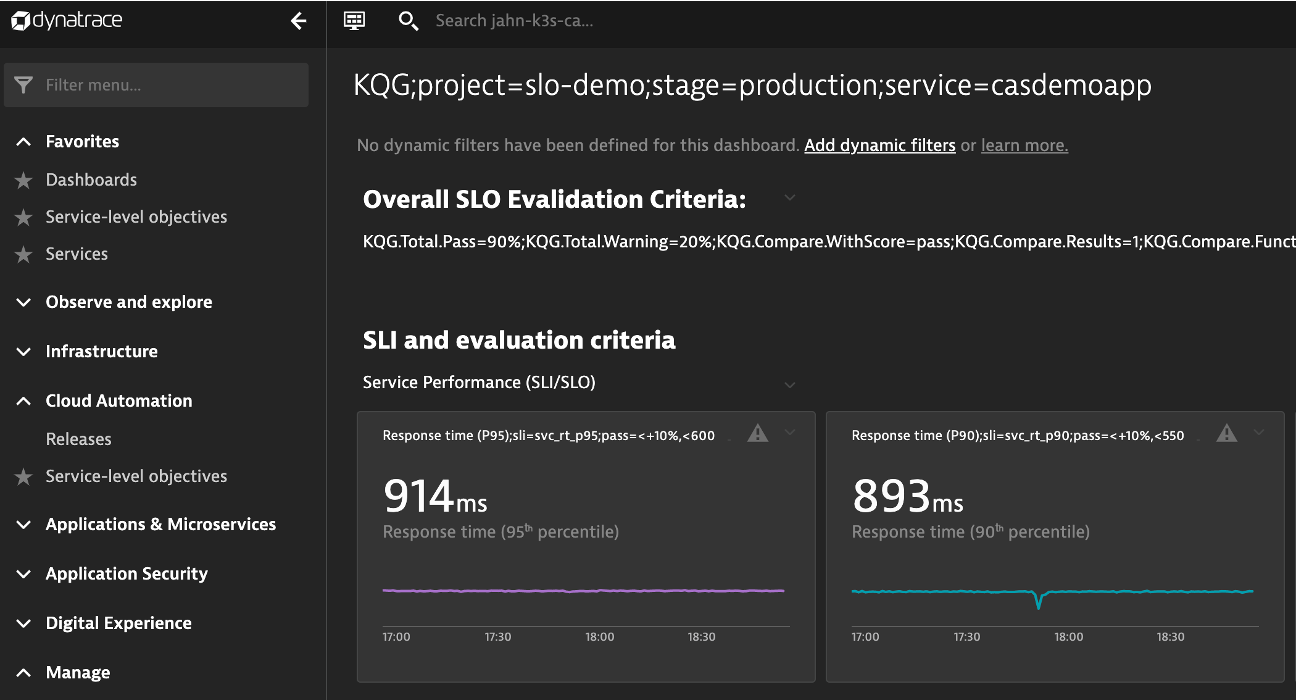 dynatrace
Search jahn-k3s-ca...
Filter menu...
Favorites
Dashboards
Service-level objectives
Services
Observe and explore
Infrastructure
Cloud Automation
Releases
Service-level objectives
Applications & Microservices
Application Security
Digital Experience
Manage
KQG;project=slo-demo;stage=production;service=casdemoapp
No dynamic filters have been defined for this dashboard. Add dynamic filters or learn more.
Overall SLO Evalidation Criteria:
KQG.Total.Pass=90%;KQG.Total.Warning=20%;KQG.Compare.WithScore=pass;KQG.Compare.Results=1;KQG.Compare.Funct
SLI and evaluation criteria
Service Performance (SLI/SLO)
Response time (P95);sli=svc_rt_p95;pass=<+10%,<600
914ms
Response time (95th percentile)
17:00 17:30 18:00 18:30
Response time (P90);sli=svc_rt_p90;pass=<+10%,<550
893ms
Response time (90th percentile)
17:00 17:30 18:00 18:30